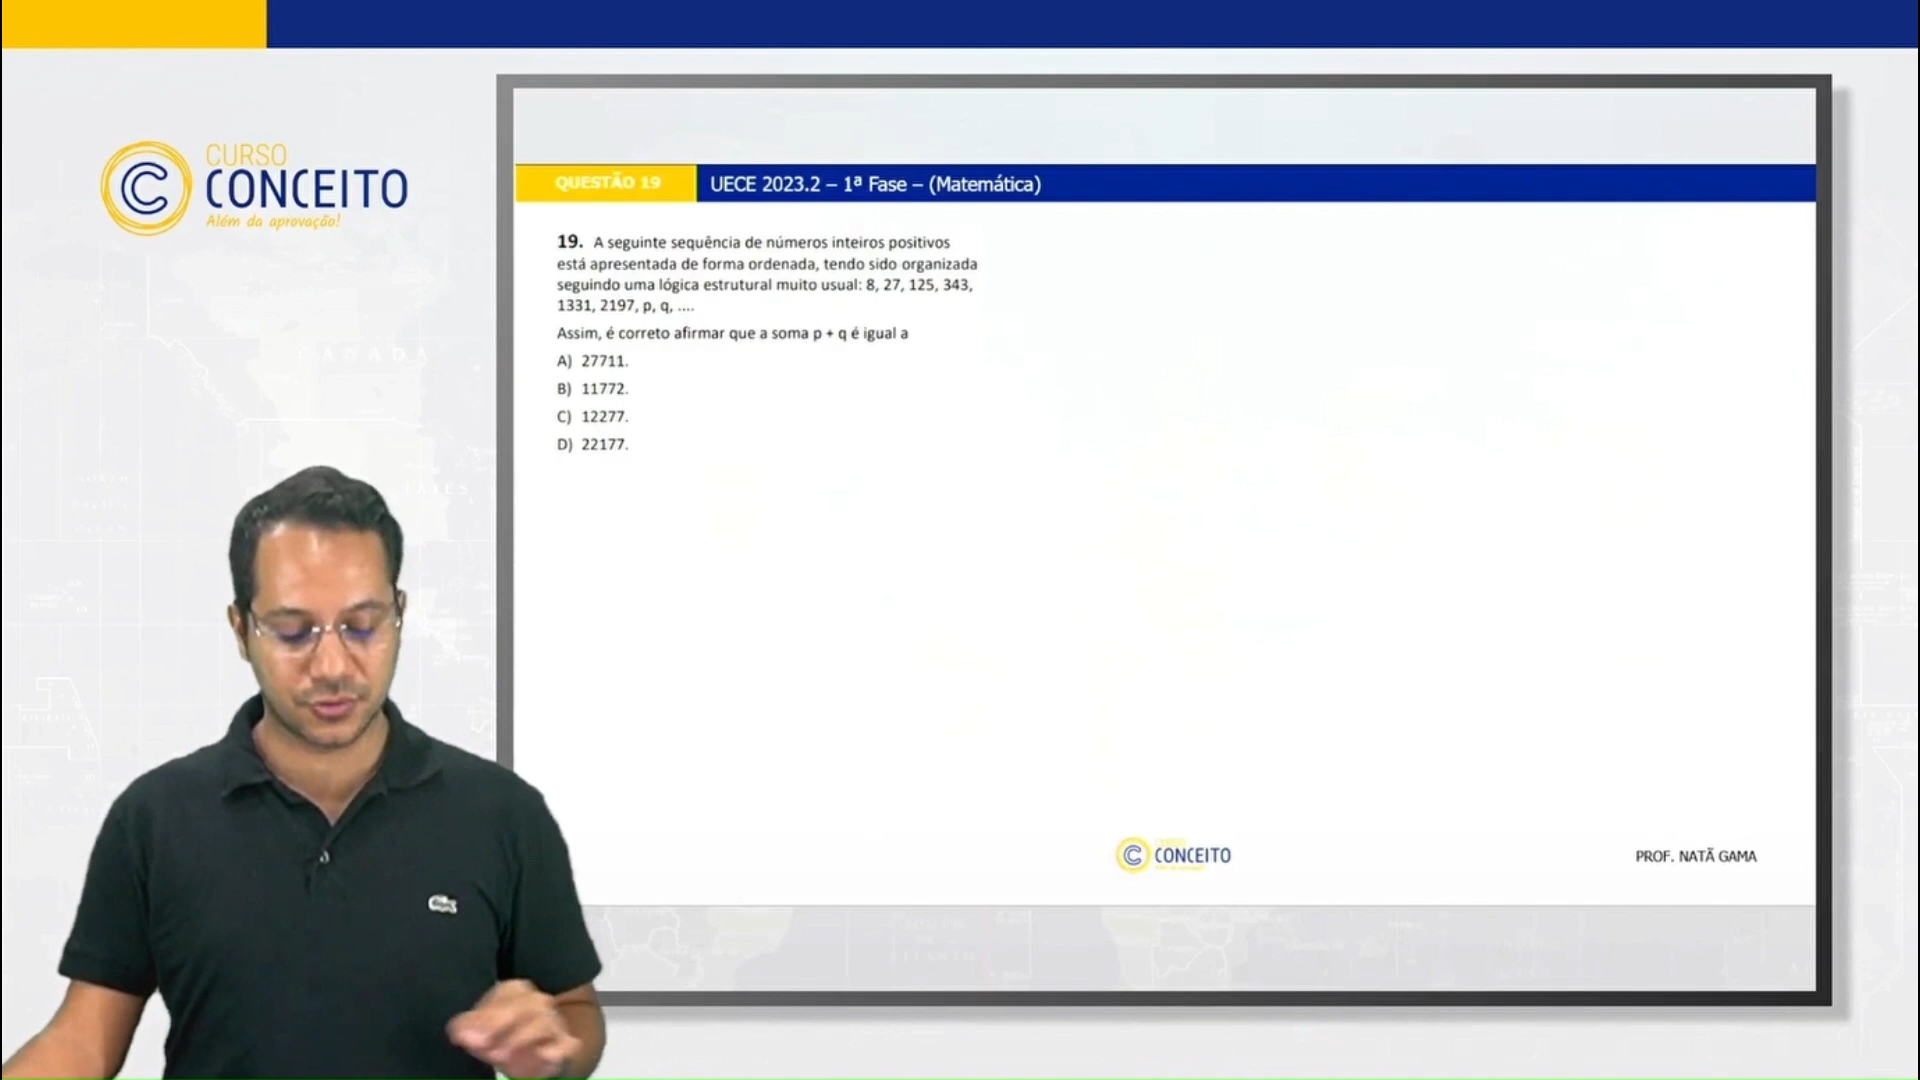 CURSO
CONCEITO
Além da aprovação!
QUESTÃO 19
UECE 2023.2 – 1ª Fase – (Matemática)
19. A seguinte sequência de números inteiros positivos
está apresentada de forma ordenada, tendo sido organizada
seguindo uma lógica estrutural muito usual: 8, 27, 125, 343,
1331, 2197, p, q, ....
Assim, é correto afirmar que a soma p + q é igual a
A) 27711.
B) 11772.
C) 12277.
D) 22177.
CONCEITO
PROF. NATÃ GAMA